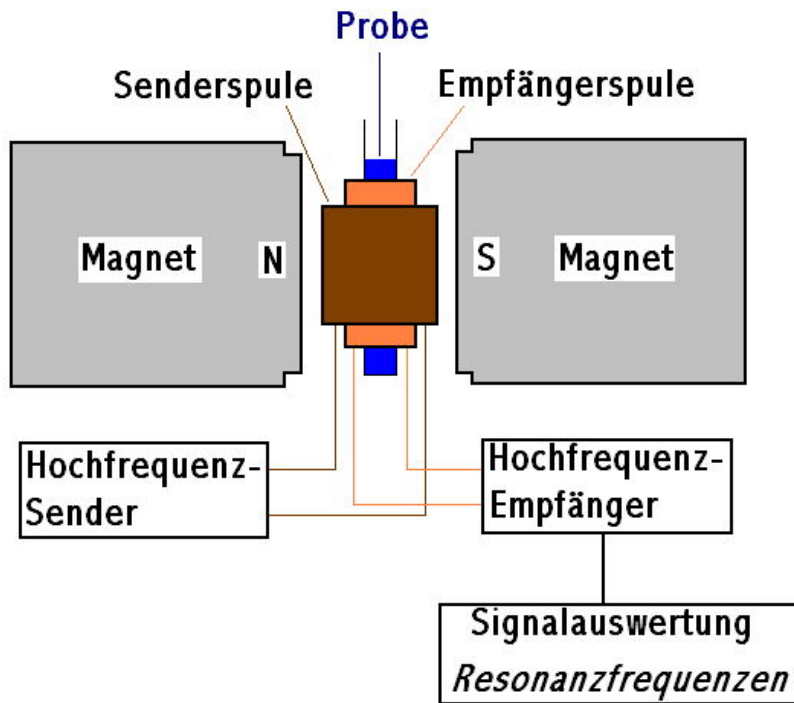 Probe
Senderspule
Empfängerspule
Magnet
N
S
Magnet
Hochfrequenz-
Sender
Hochfrequenz-
Empfänger
Signalauswertung
Resonanzfrequenzen